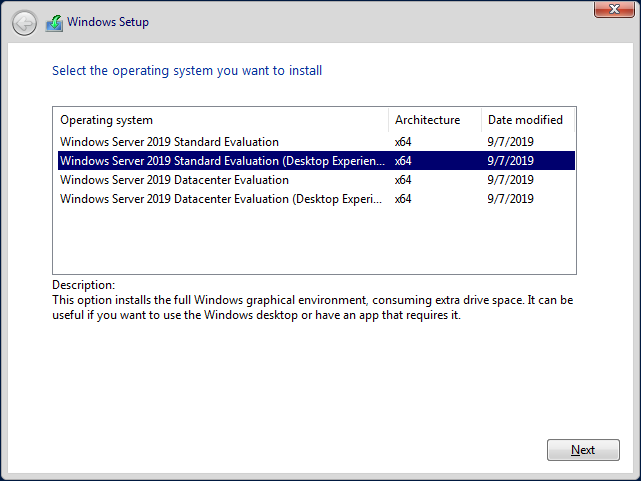 Windows Setup
Select the operating system you want to install
Operating system Architecture Date modified
Windows Server 2019 Standard Evaluation x64 9/7/2019
Windows Server 2019 Standard Evaluation (Desktop Experien... x64 9/7/2019
Windows Server 2019 Datacenter Evaluation x64 9/7/2019
Windows Server 2019 Datacenter Evaluation (Desktop Experi... x64 9/7/2019
Description:
This option installs the full Windows graphical environment, consuming extra drive space. It can be
useful if you want to use the Windows desktop or have an app that requires it.
Next